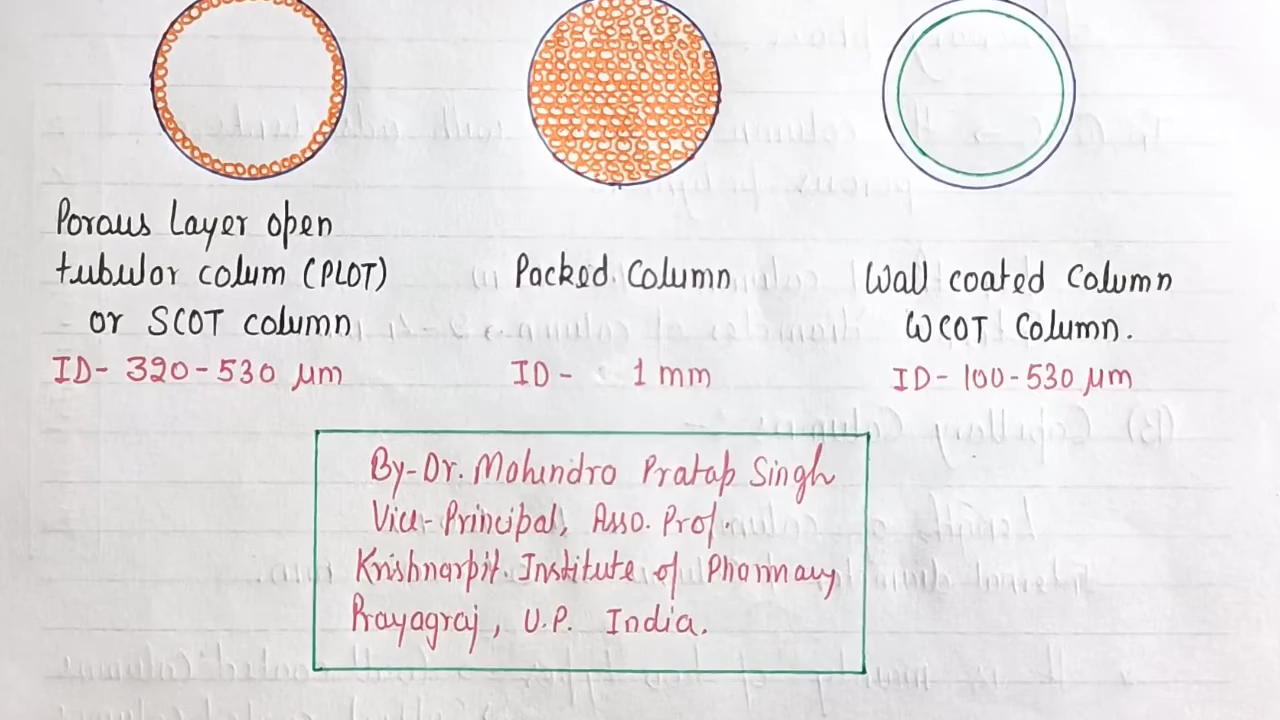 Porous Layer open
tubular colum (PLOT)
or SCOT column
ID- 320-530 µm
Packed Column
ID- 1 mm
Wall coated Column
WCOT Column.
ID- 100-530 µm
By-Dr. Mohindro Pratap Singh
Vice-Principal, Asso. Prof.
Krishnarpit Institute of Pharmacy
Prayagraj, U.P. India.